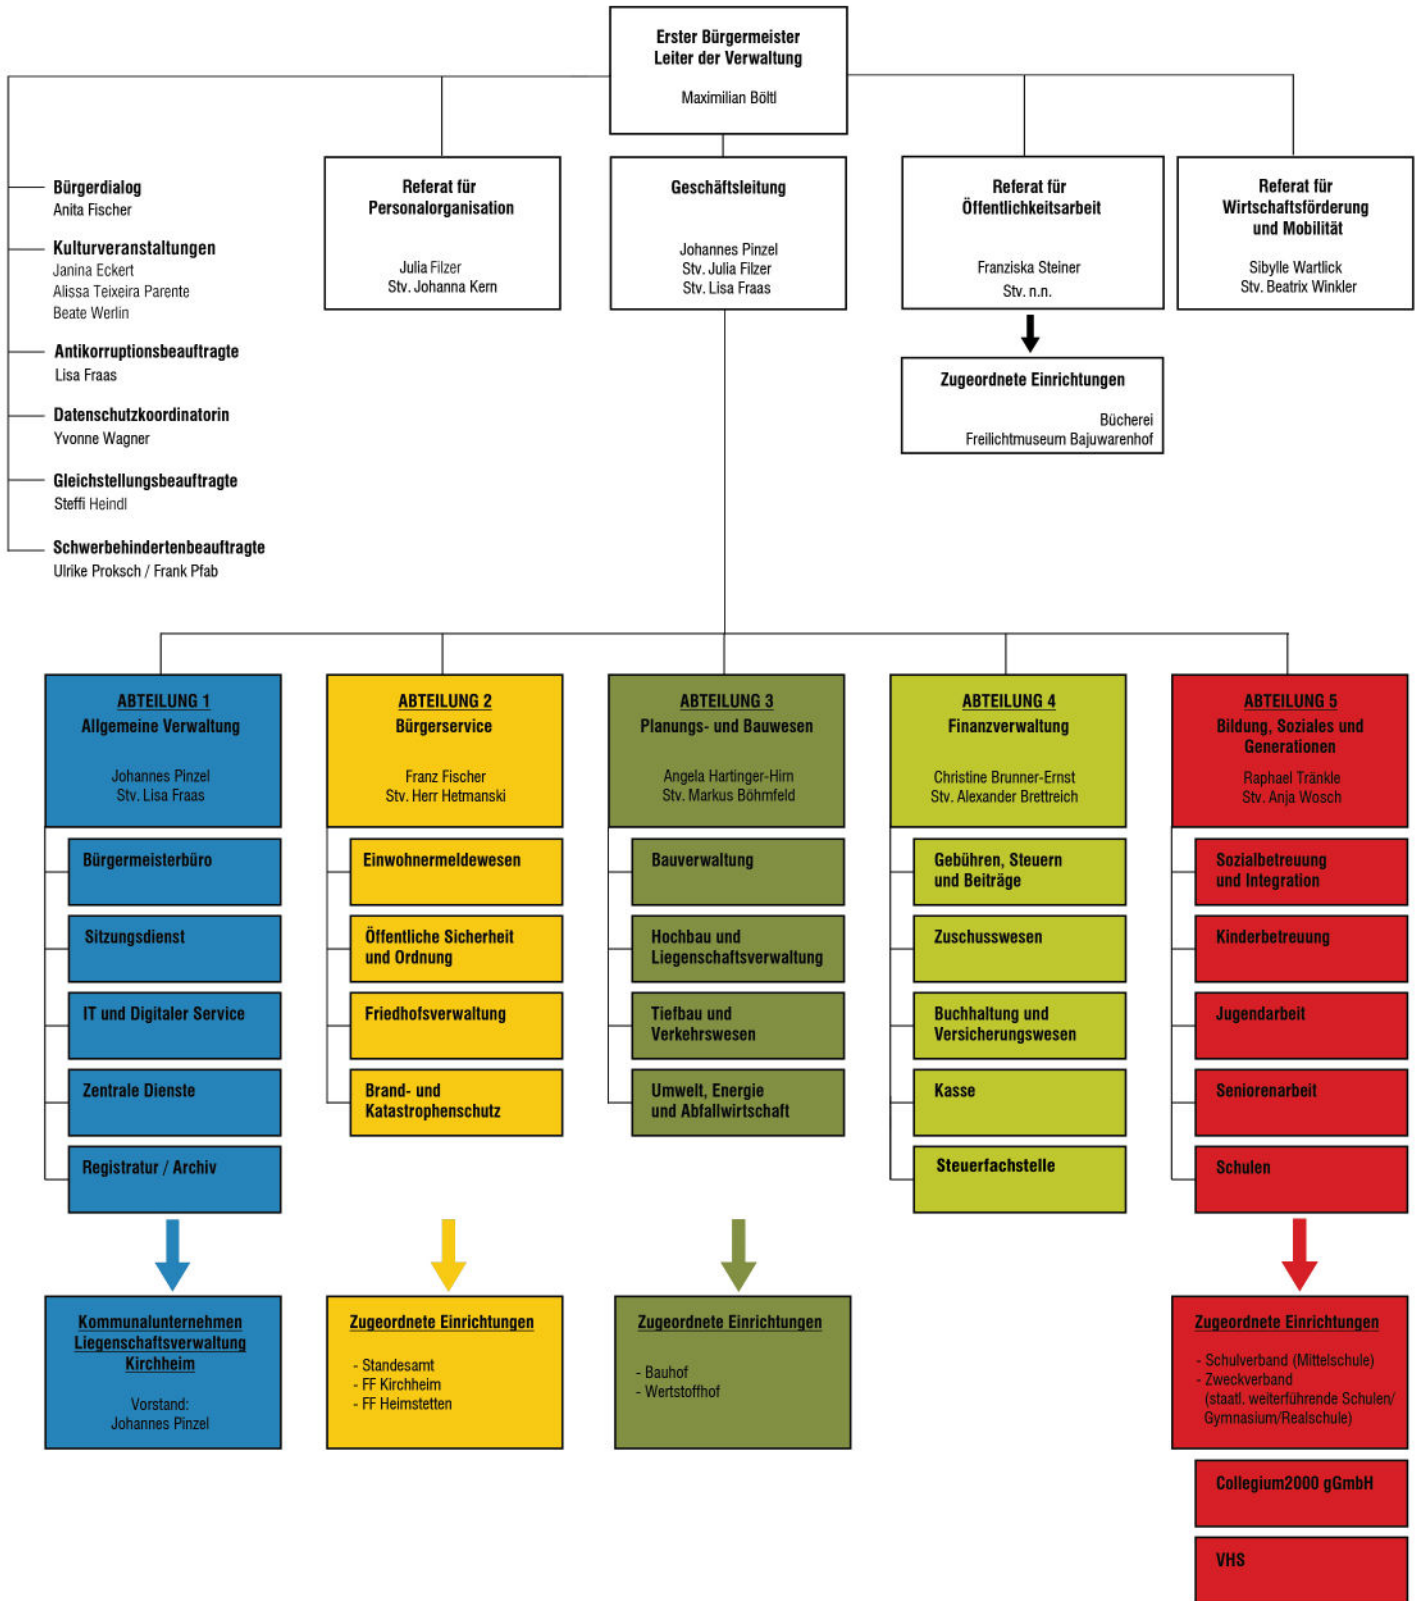 Erster Bürgermeister
Leiter der Verwaltung
Maximilian Böltl
Bürgerdialog
Anita Fischer
Kulturveranstaltungen
Janina Eckert
Alissa Teixeira Parente
Beate Werlin
Antikorruptionsbeauftragte
Lisa Fraas
Datenschutzkoordinatorin
Yvonne Wagner
Gleichstellungsbeauftragte
Steffi Heindl
Schwerbehindertenbeauftragte
Ulrike Proksch / Frank Pfab
Referat für
Personalorganisation
Julia Filzer
Stv. Johanna Kern
Geschäftsleitung
Johannes Pinzel
Stv. Julia Filzer
Stv. Lisa Fraas
Referat für
Öffentlichkeitsarbeit
Franziska Steiner
Stv. n.n.
Zugeordnete Einrichtungen
Bücherei
Freilichtmuseum Bajuwarenhof
Referat für
Wirtschaftsförderung
und Mobilität
Sibylle Wartlick
Stv. Beatrix Winkler
ABTEILUNG 1
Allgemeine Verwaltung
Johannes Pinzel
Stv. Lisa Fraas
Bürgermeisterbüro
Sitzungsdienst
IT und Digitaler Service
Zentrale Dienste
Registratur / Archiv
Kommunalunternehmen
Liegenschaftsverwaltung
Kirchheim
Vorstand:
Johannes Pinzel
ABTEILUNG 2
Bürgerservice
Franz Fischer
Stv. Herr Hetmanski
Einwohnermeldewesen
Öffentliche Sicherheit
und Ordnung
Friedhofsverwaltung
Brand- und
Katastrophenschutz
Zugeordnete Einrichtungen
- Standesamt
- FF Kirchheim
- FF Heimstetten
ABTEILUNG 3
Planungs- und Bauwesen
Angela Hartinger-Hirn
Stv. Markus Böhmfeld
Bauverwaltung
Hochbau und
Liegenschaftsverwaltung
Tiefbau und
Verkehrswesen
Umwelt, Energie
und Abfallwirtschaft
Zugeordnete Einrichtungen
- Bauhof
- Wertstoffhof
ABTEILUNG 4
Finanzverwaltung
Christine Brunner-Ernst
Stv. Alexander Brettreich
Gebühren, Steuern
und Beiträge
Zuschusswesen
Buchhaltung und
Versicherungswesen
Kasse
Steuerfachstelle
ABTEILUNG 5
Bildung, Soziales und
Generationen
Raphael Tränkle
Stv. Anja Wosch
Sozialbetreuung
und Integration
Kinderbetreuung
Jugendarbeit
Seniorenarbeit
Schulen
Zugeordnete Einrichtungen
- Schulverband (Mittelschule)
- Zweckverband
(staatl. weiterführende Schulen/
Gymnasium/Realschule)
Collegium2000 gGmbH
VHS